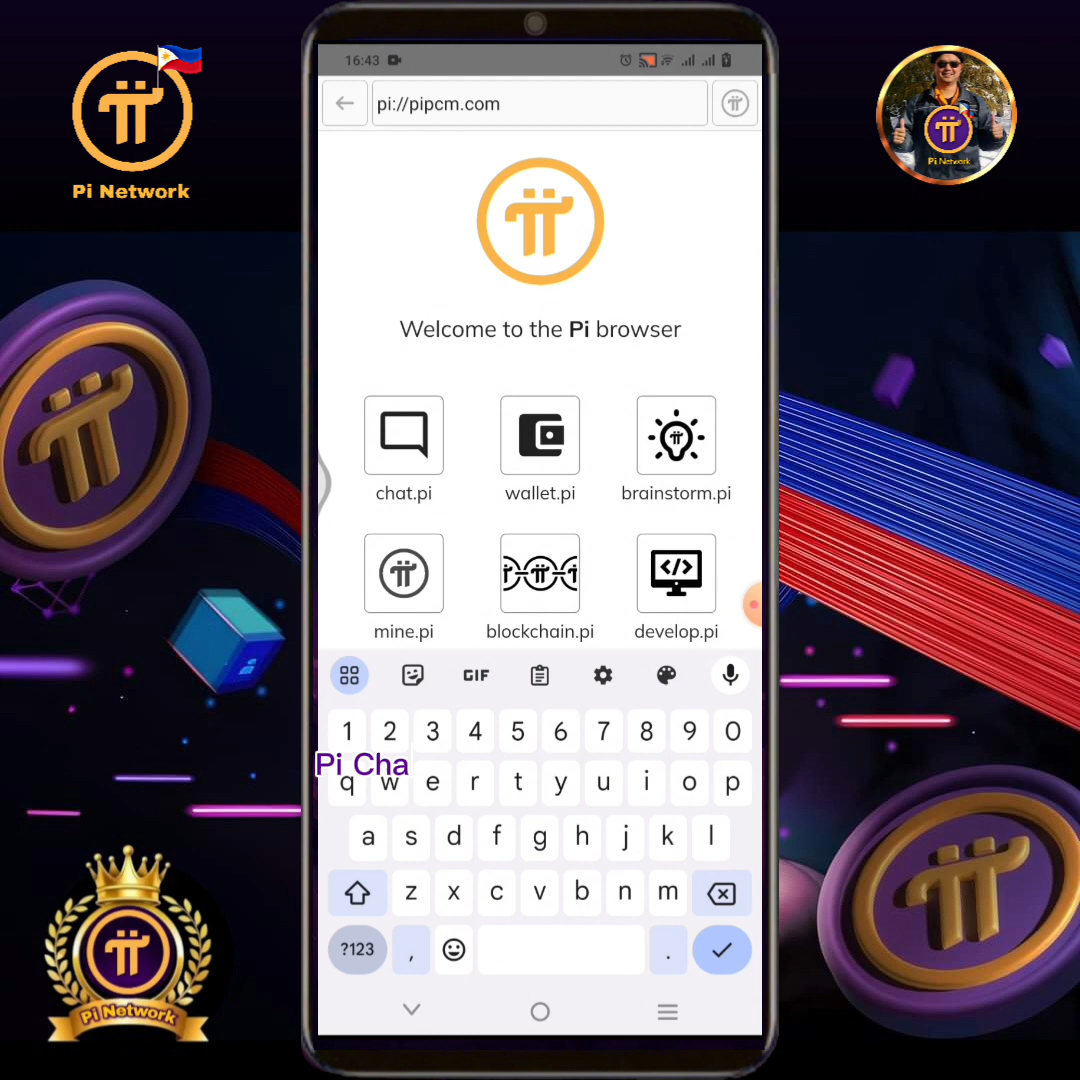 16:43
pi://pipcm.com
Pi Network
Pi Network
Welcome to the Pi browser
chat.pi
wallet.pi
brainstorm.pi
mine.pi
blockchain.pi
develop.pi
GIF
1 2 3 4 5 6 7 8 9 0
Pi Cha
q w e r t y u i o p
a s d f g h j k l
z x c v b n m
?123 , .
Pi Network